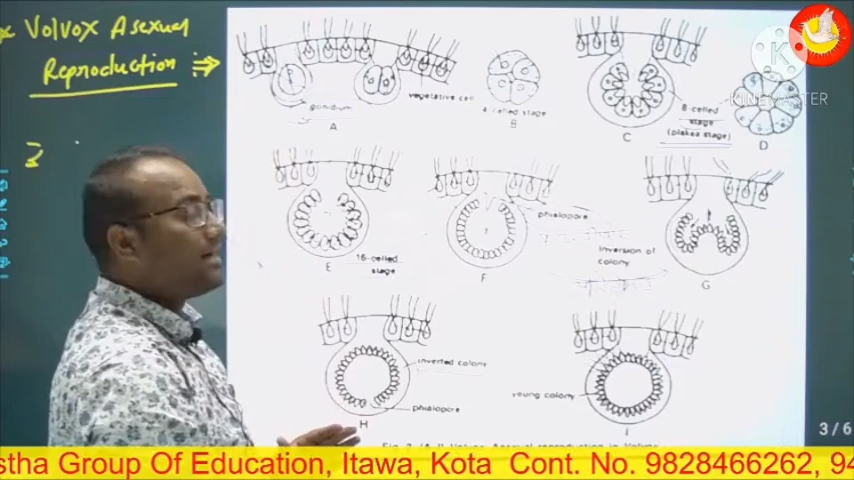 x Volvox Asexual
Reproduction :⇒
gonidium
vegetative cell
A
4 celled stage
B
8-celled
stage
(plakea stage)
C
D
16-celled
stage
E
phialopore
F
inversion of
colony
G
inverted colony
phialopore
H
young colony
I
K
KINEMASTER
3/6
stha Group Of Education, Itawa, Kota Cont. No. 9828466262, 94